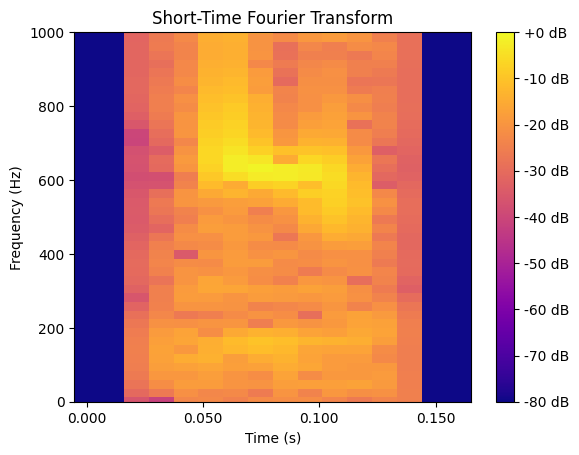 Short-Time Fourier Transform
1000
800
600
400
200
0
Frequency (Hz)
0.000
0.050
0.100
0.150
Time (s)
+0 dB
-10 dB
-20 dB
-30 dB
-40 dB
-50 dB
-60 dB
-70 dB
-80 dB